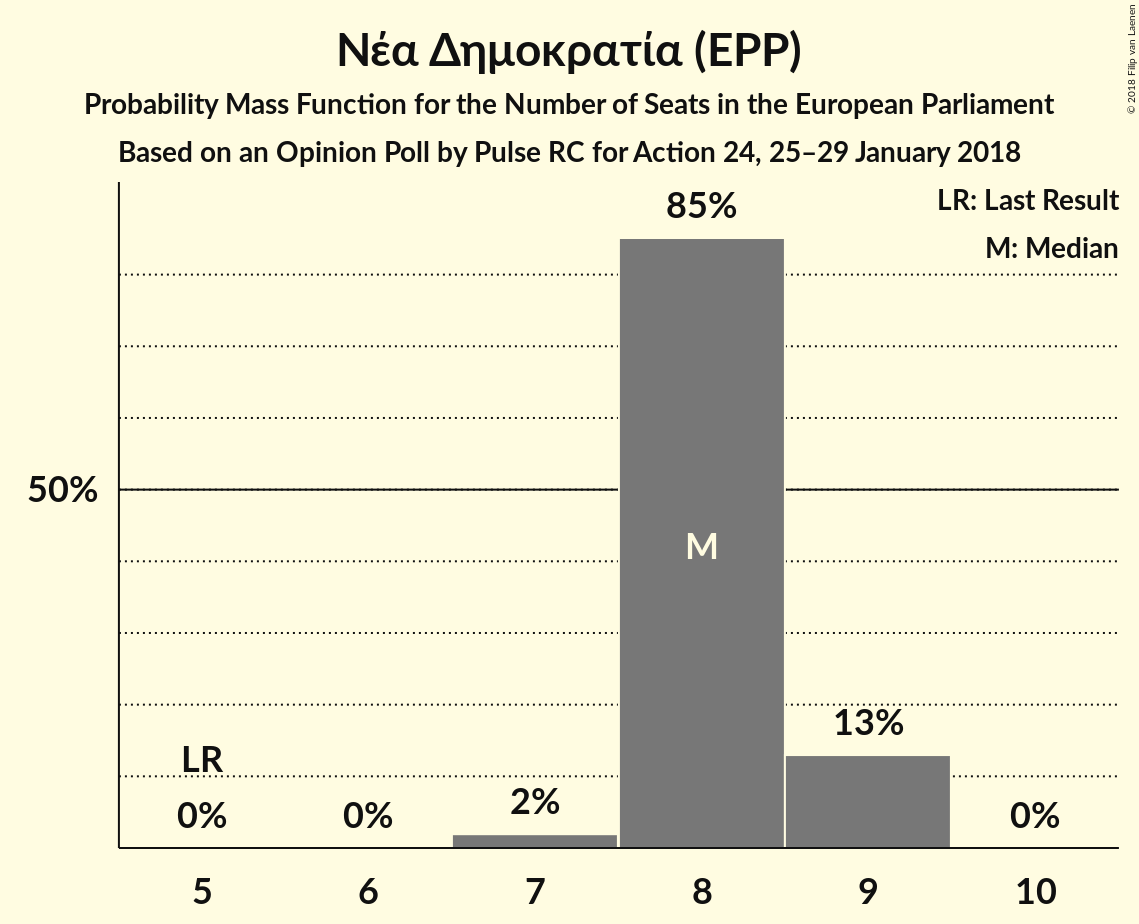 Νέα Δημοκρατία (EPP)
Probability Mass Function for the Number of Seats in the European Parliament
Based on an Opinion Poll by Pulse RC for Action 24, 25–29 January 2018
© 2018 Filip van Laenen
LR: Last Result
M: Median
85%
50%
M
13%
LR
2%
0%
0%
0%
5
6
7
8
9
10